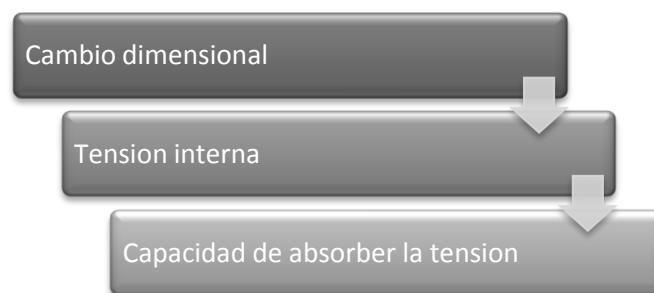 Cambio dimensional
Tension interna
Capacidad de absorber la tension